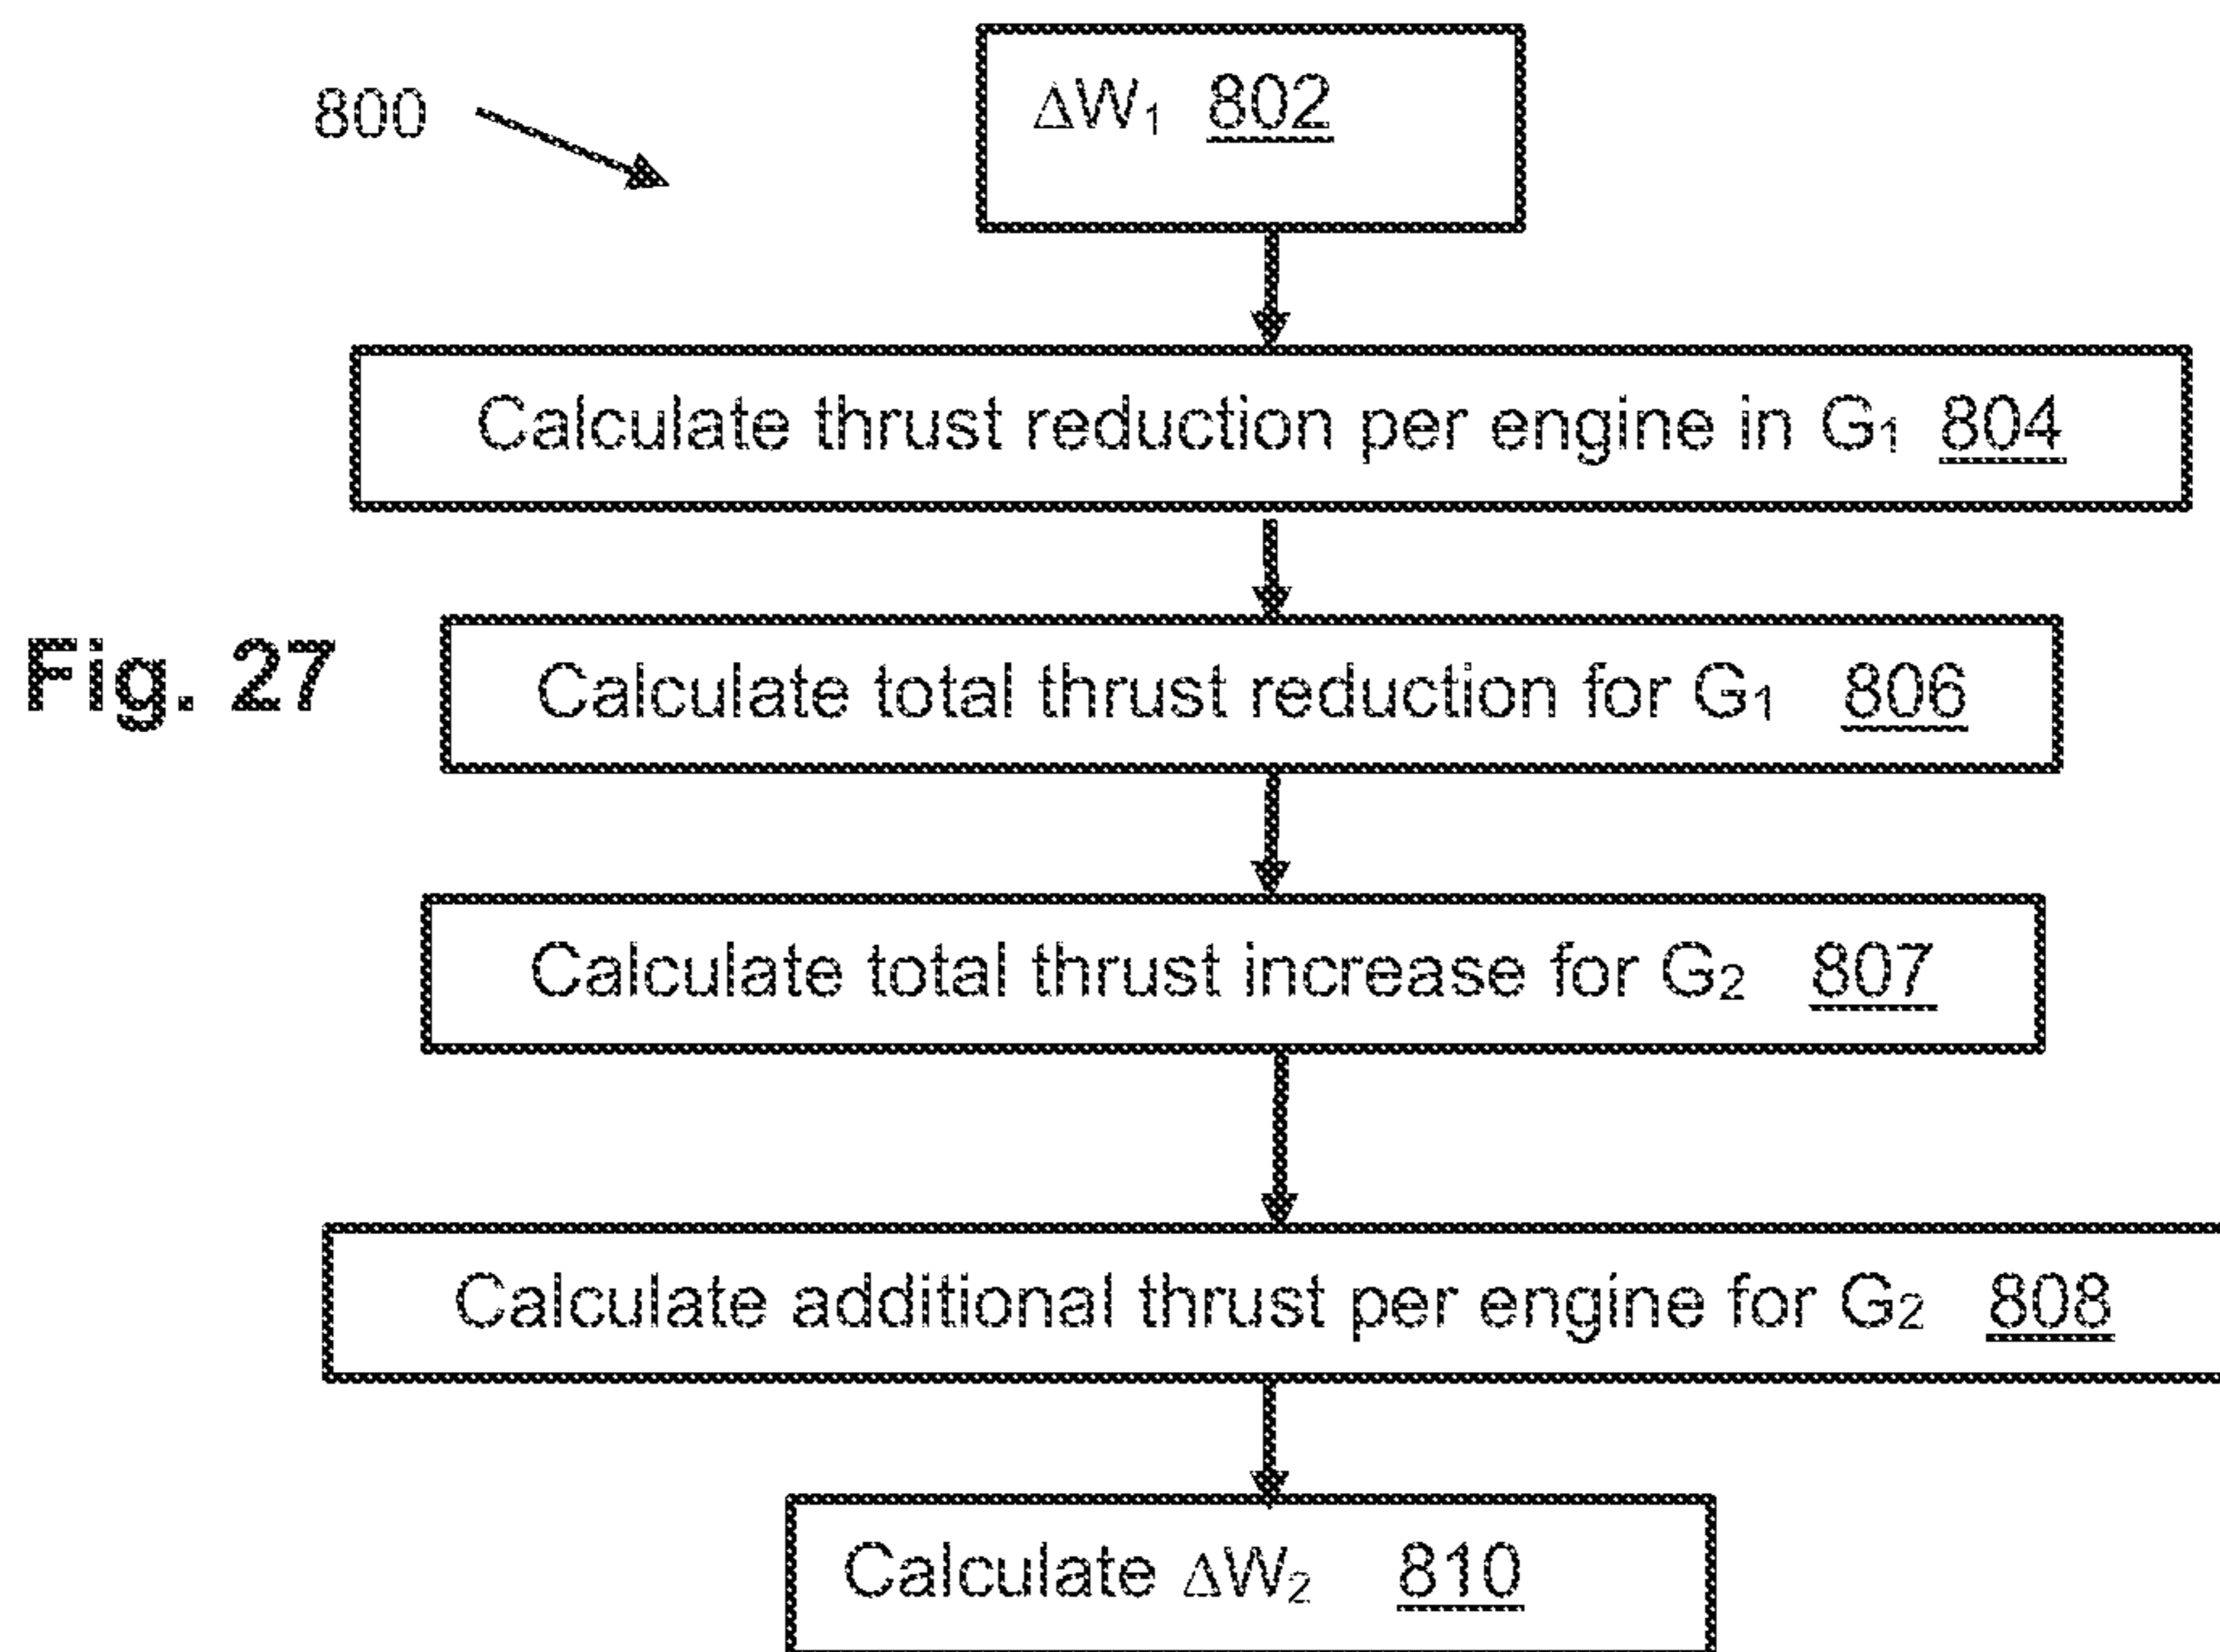 800
ΔW₁ 802
Calculate thrust reduction per engine in G₁ 804
Fig. 27
Calculate total thrust reduction for G₁ 806
Calculate total thrust increase for G₂ 807
Calculate additional thrust per engine for G₂ 808
Calculate ΔW₂ 810